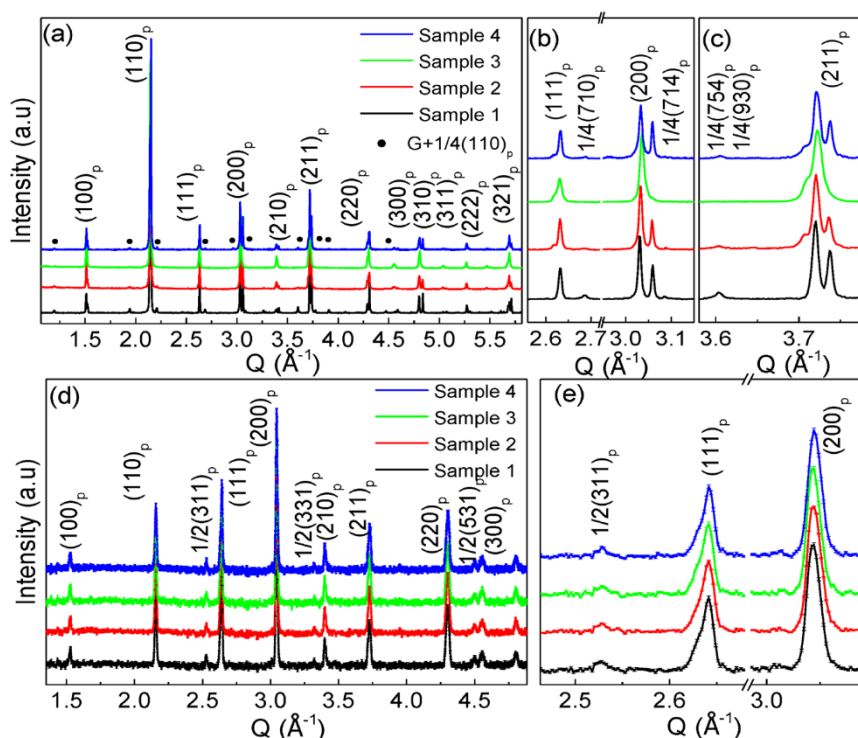 (a)
Intensity (a.u)
(100)p
(110)p
(111)p
(200)p
(210)p
(211)p
(220)p
(300)p
(310)p
(311)p
(222)p
(321)p
Sample 4
Sample 3
Sample 2
Sample 1
G+1/4(110)p
1.5 2.0 2.5 3.0 3.5 4.0 4.5 5.0 5.5
Q (Å-1)
(b)
(111)p
1/4(710)p
(200)p
1/4(714)p
2.6 2.7 3.0 3.1
Q (Å-1)
(c)
1/4(754)p
1/4(930)p
(211)p
3.6 3.7
Q (Å-1)
(d)
Intensity (a.u)
(100)p
(110)p
1/2(311)p
(111)p
(200)p
1/2(331)p
(210)p
(211)p
(220)p
1/2(531)p
(300)p
Sample 4
Sample 3
Sample 2
Sample 1
1.5 2.0 2.5 3.0 3.5 4.0 4.5
Q (Å-1)
(e)
1/2(311)p
(111)p
(200)p
2.5 2.6 3.0
Q (Å-1)